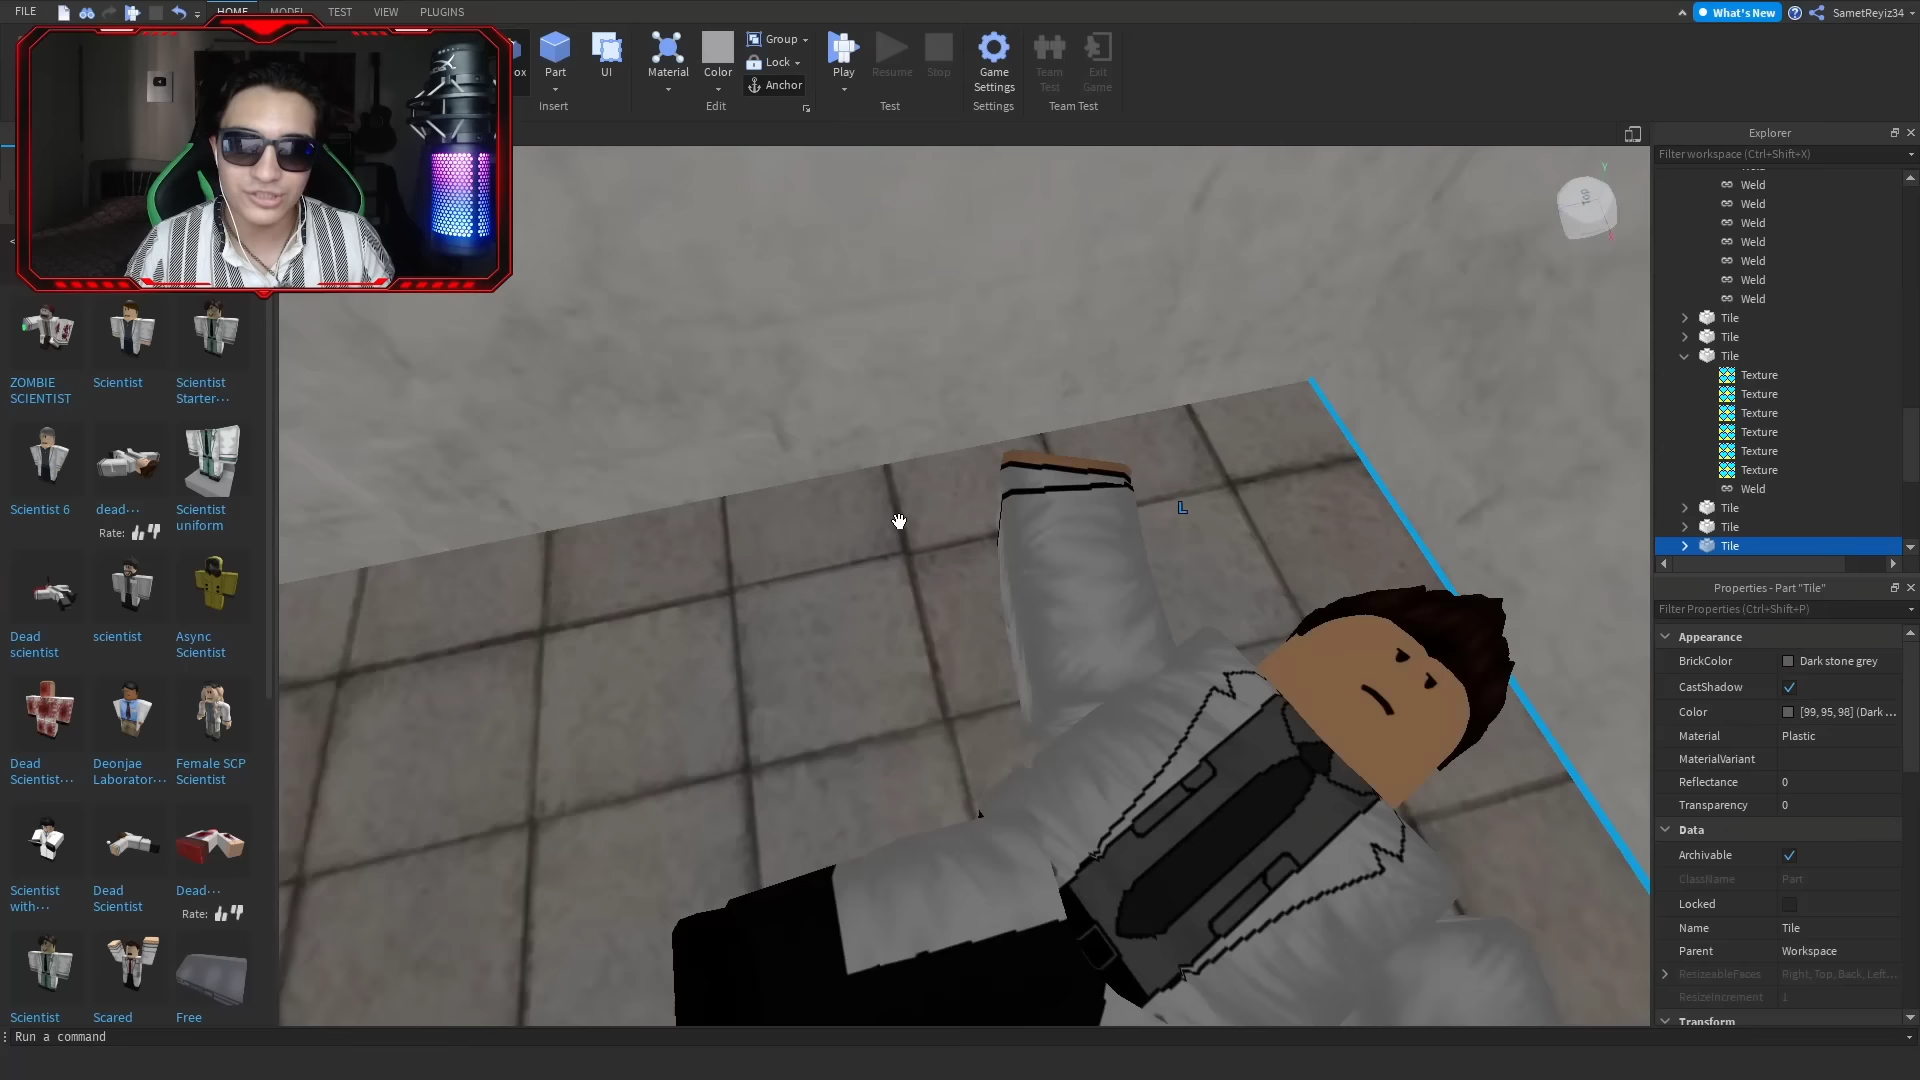 FILE
HOME
MODEL
TEST
VIEW
PLUGINS
What's New
SametReyiz34
Part
UI
Material
Color
Group
Lock
Anchor
Play
Resume
Stop
Game
Settings
Team
Test
Exit
Game
Insert
Edit
Test
Settings
Team Test
ZOMBIE
SCIENTIST
Scientist
Scientist
Starter...
Scientist 6
dead...
Scientist
uniform
Rate:
Dead
scientist
scientist
Async
Scientist
Dead
Scientist...
Deonjae
Laborator...
Female SCP
Scientist
Scientist
with...
Dead
Scientist
Dead...
Rate:
Scientist
Scared
Free
Run a command
L
Y
Explorer
Filter workspace (Ctrl+Shift+X)
Weld
Weld
Weld
Weld
Weld
Weld
Weld
Tile
Tile
Tile
Texture
Texture
Texture
Texture
Texture
Texture
Weld
Tile
Tile
Tile
Properties - Part "Tile"
Filter Properties (Ctrl+Shift+P)
Appearance
BrickColor Dark stone grey
CastShadow
Color [99, 95, 98] (Dark ...
Material Plastic
MaterialVariant
Reflectance 0
Transparency 0
Data
Archivable
ClassName Part
Locked
Name Tile
Parent Workspace
ResizeableFaces Right, Top, Back, Left...
ResizeIncrement 1
Transform